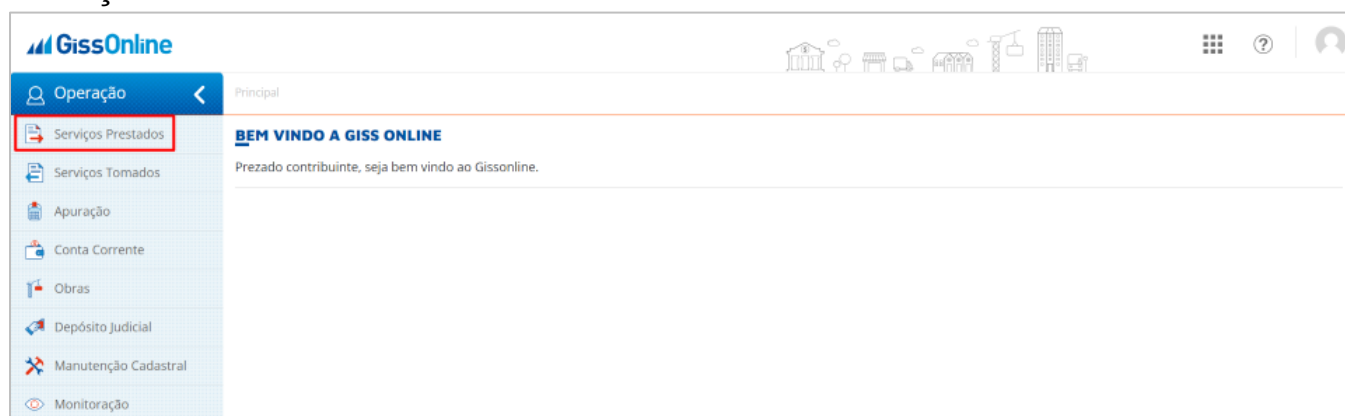 GissOnline
?
Operação
Principal
Serviços Prestados
BEM VINDO A GISS ONLINE
Serviços Tomados
Prezado contribuinte, seja bem vindo ao Gissonline.
Apuração
Conta Corrente
Obras
Depósito Judicial
Manutenção Cadastral
Monitoração